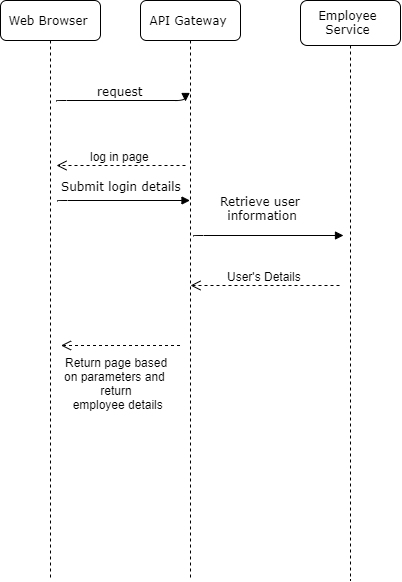 Web Browser
API Gateway
Employee
Service
request
log in page
Submit login details
Retrieve user
information
User's Details
Return page based
on parameters and
return
employee details